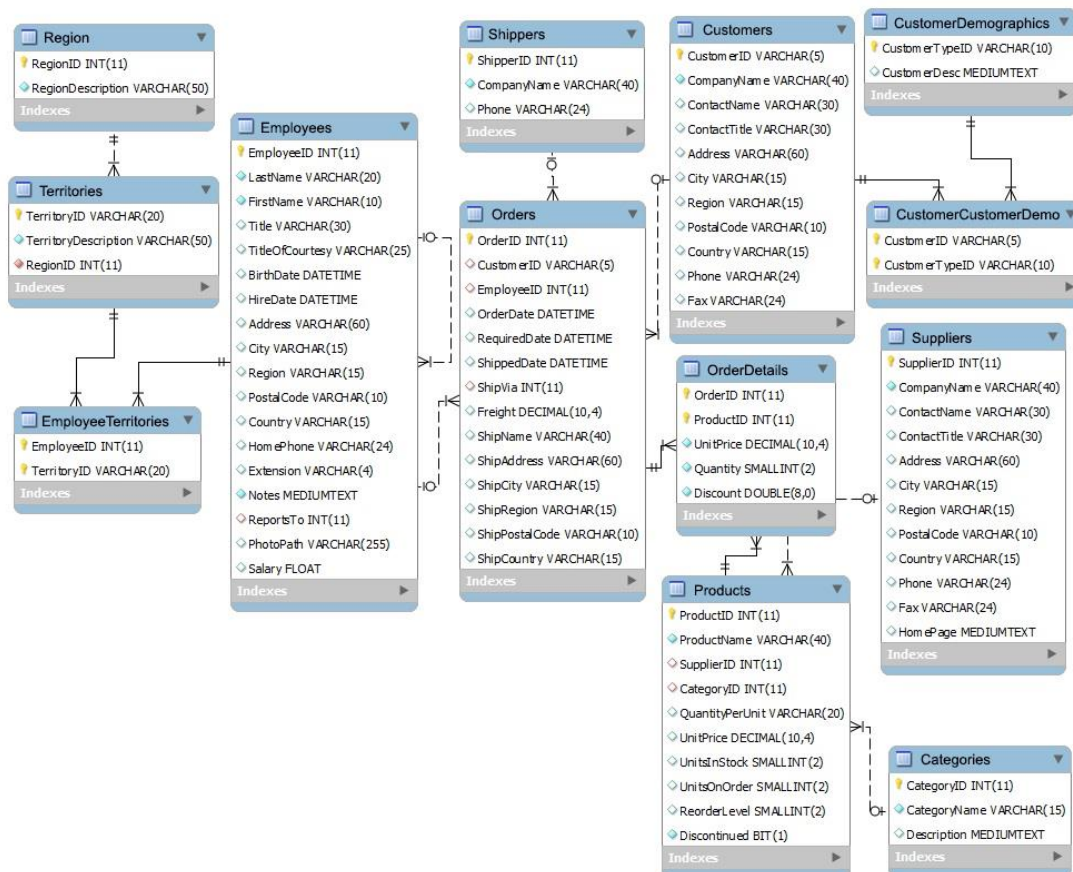 Region
RegionID INT(11)
RegionDescription VARCHAR(50)
Indexes
Territories
TerritoryID VARCHAR(20)
TerritoryDescription VARCHAR(50)
RegionID INT(11)
Indexes
EmployeeTerritories
EmployeeID INT(11)
TerritoryID VARCHAR(20)
Indexes
Employees
EmployeeID INT(11)
LastName VARCHAR(20)
FirstName VARCHAR(10)
Title VARCHAR(30)
TitleOfCourtesy VARCHAR(25)
BirthDate DATETIME
HireDate DATETIME
Address VARCHAR(60)
City VARCHAR(15)
Region VARCHAR(15)
PostalCode VARCHAR(10)
Country VARCHAR(15)
HomePhone VARCHAR(24)
Extension VARCHAR(4)
Notes MEDIUMTEXT
ReportsTo INT(11)
PhotoPath VARCHAR(255)
Salary FLOAT
Indexes
Shippers
ShipperID INT(11)
CompanyName VARCHAR(40)
Phone VARCHAR(24)
Indexes
Orders
OrderID INT(11)
CustomerID VARCHAR(5)
EmployeeID INT(11)
OrderDate DATETIME
RequiredDate DATETIME
ShippedDate DATETIME
ShipVia INT(11)
Freight DECIMAL(10,4)
ShipName VARCHAR(40)
ShipAddress VARCHAR(60)
ShipCity VARCHAR(15)
ShipRegion VARCHAR(15)
ShipPostalCode VARCHAR(10)
ShipCountry VARCHAR(15)
Indexes
Customers
CustomerID VARCHAR(5)
CompanyName VARCHAR(40)
ContactName VARCHAR(30)
ContactTitle VARCHAR(30)
Address VARCHAR(60)
City VARCHAR(15)
Region VARCHAR(15)
PostalCode VARCHAR(10)
Country VARCHAR(15)
Phone VARCHAR(24)
Fax VARCHAR(24)
Indexes
OrderDetails
OrderID INT(11)
ProductID INT(11)
UnitPrice DECIMAL(10,4)
Quantity SMALLINT(2)
Discount DOUBLE(8,0)
Indexes
Products
ProductID INT(11)
ProductName VARCHAR(40)
SupplierID INT(11)
CategoryID INT(11)
QuantityPerUnit VARCHAR(20)
UnitPrice DECIMAL(10,4)
UnitsInStock SMALLINT(2)
UnitsOnOrder SMALLINT(2)
ReorderLevel SMALLINT(2)
Discontinued BIT(1)
Indexes
CustomerDemographics
CustomerTypeID VARCHAR(10)
CustomerDesc MEDIUMTEXT
Indexes
CustomerCustomerDemo
CustomerID VARCHAR(5)
CustomerTypeID VARCHAR(10)
Indexes
Suppliers
SupplierID INT(11)
CompanyName VARCHAR(40)
ContactName VARCHAR(30)
ContactTitle VARCHAR(30)
Address VARCHAR(60)
City VARCHAR(15)
Region VARCHAR(15)
PostalCode VARCHAR(10)
Country VARCHAR(15)
Phone VARCHAR(24)
Fax VARCHAR(24)
HomePage MEDIUMTEXT
Indexes
Categories
CategoryID INT(11)
CategoryName VARCHAR(15)
Description MEDIUMTEXT
Indexes